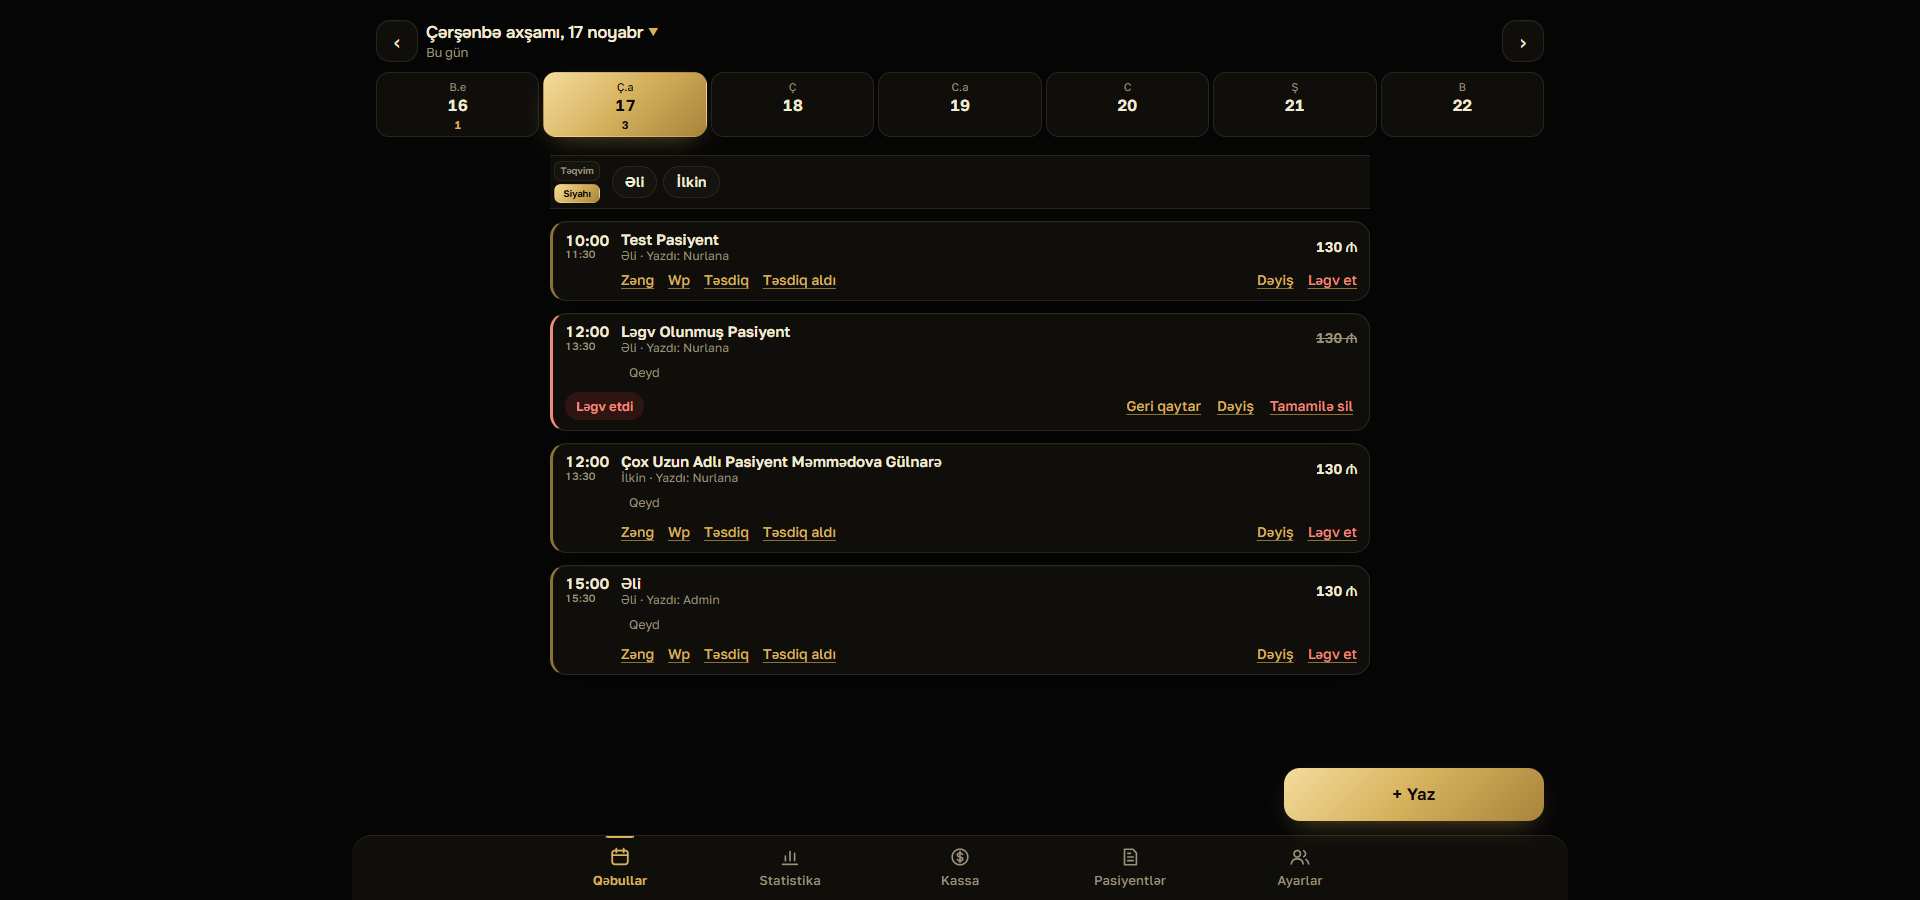 ‹
Çərşənbə axşamı, 17 noyabr ▼
Bu gün
›
B.e
16
1
Ç.a
17
3
Ç
18
C.a
19
C
20
Ş
21
B
22
Təqvim
Siyahı
Əli
İlkin
10:00
11:30
Test Pasiyent
Əli · Yazdı: Nurlana
130 ₼
Zəng Wp Təsdiq Təsdiq aldı Dəyiş Ləğv et
12:00
13:30
Ləğv Olunmuş Pasiyent
Əli · Yazdı: Nurlana
130 ₼
Qeyd
Ləğv etdi Geri qaytar Dəyiş Tamamilə sil
12:00
13:30
Çox Uzun Adlı Pasiyent Məmmədova Gülnarə
İlkin · Yazdı: Nurlana
130 ₼
Qeyd
Zəng Wp Təsdiq Təsdiq aldı Dəyiş Ləğv et
15:00
15:30
Əli
Əli · Yazdı: Admin
130 ₼
Qeyd
Zəng Wp Təsdiq Təsdiq aldı Dəyiş Ləğv et
+ Yaz
Qəbullar Statistika Kassa Pasiyentlər Ayarlar